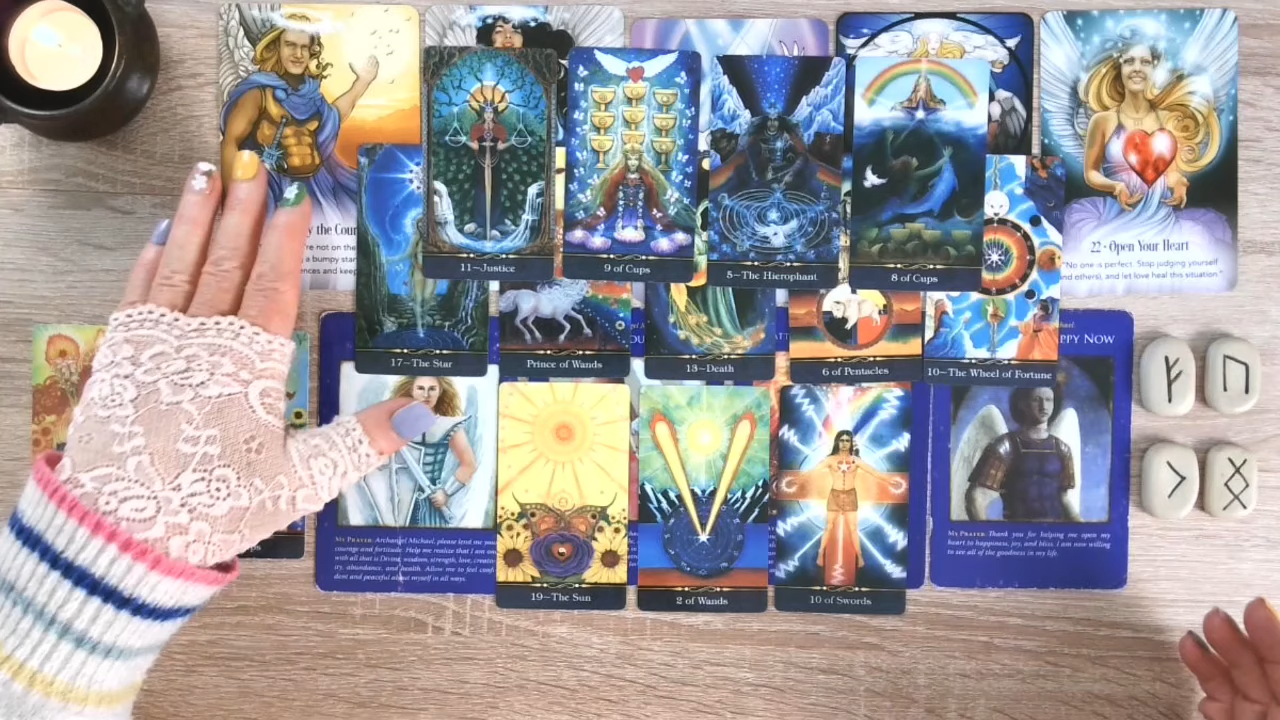 y the Cour
're not on the
a bumpy star
ences and keep
22 - Open Your Heart
"No one is perfect. Stop judging yourself
nd others), and let love heal this situation."
11~Justice
9 of Cups
5~The Hierophant
8 of Cups
17~The Star
Prince of Wands
13~Death
6 of Pentacles
10~The Wheel of Fortune
OU
ATT
hael:
PPY NOW
My Prayer: Archangel Michael, please lend me your
courage and fortitude. Help me realize that I am one
with all that is Divine wisdom, strength, love, creativ-
ity, abundance, and health. Allow me to feel confi-
dent and peaceful about myself in all ways.
My Prayer: Thank you for helping me open my
heart to happiness, joy, and bliss. I am now willing
to see all of the goodness in my life.
19~The Sun
2 of Wands
10 of Swords
ᚠ ᚢ
ᚲ ᛝ